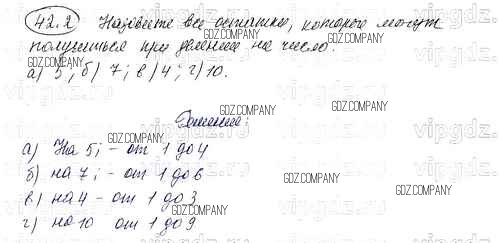 42.2 Назовите все остатки, которые могут
получиться при делении на число.
а) 5; б) 7; в) 4; г) 10.
Решение:
а) На 5; - от 1 до 4
б) на 7; - от 1 до 6
в) на 4 - от 1 до 3
г) на 10 от 1 до 9